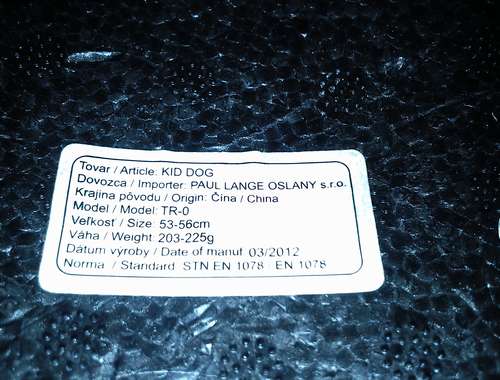 Tovar / Article: KID DOG
Dovozca / Importer: PAUL LANGE OSLANY s.r.o.
Krajina pôvodu / Origin: Čína / China
Model / Model: TR-0
Veľkosť / Size 53-56cm
Váha / Weight: 203-225g
Dátum výroby / Date of manuf 03/2012
Norma / Standard STN EN 1078 EN 1078